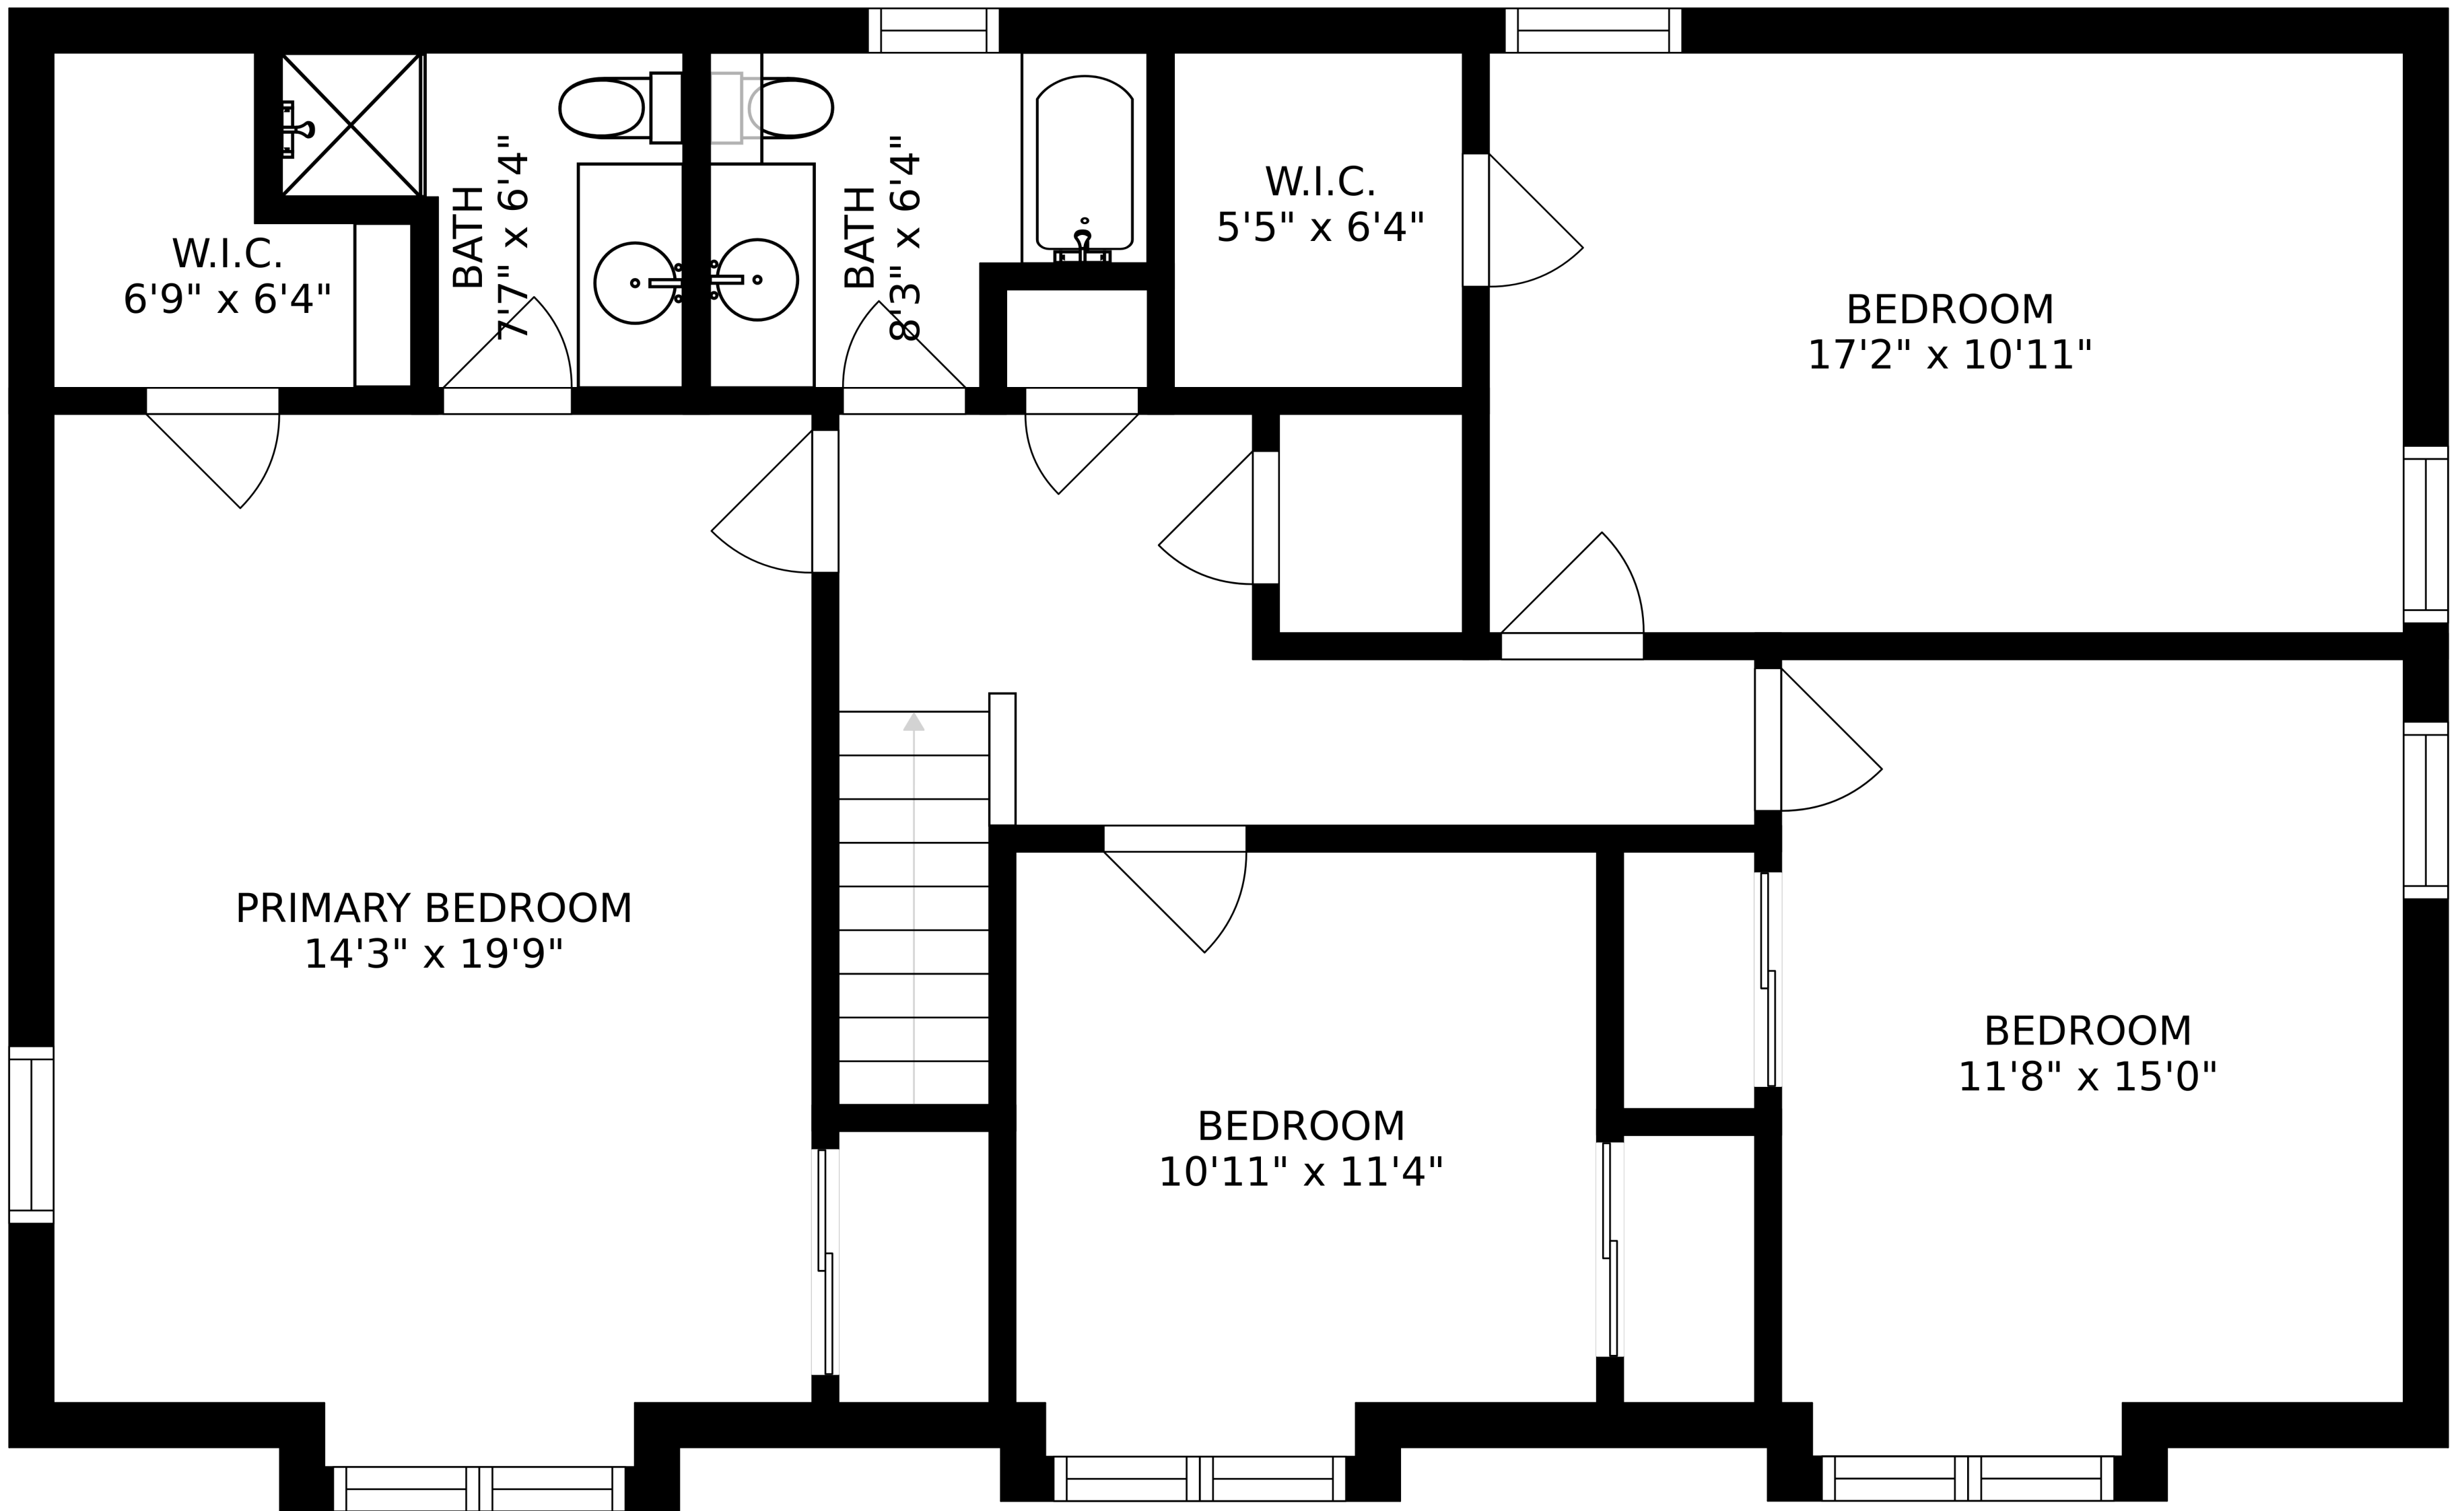 W.I.C.
6'9" x 6'4"
BATH
7'7" x 6'4"
BATH
8'3" x 6'4"
W.I.C.
5'5" x 6'4"
BEDROOM
17'2" x 10'11"
PRIMARY BEDROOM
14'3" x 19'9"
BEDROOM
10'11" x 11'4"
BEDROOM
11'8" x 15'0"